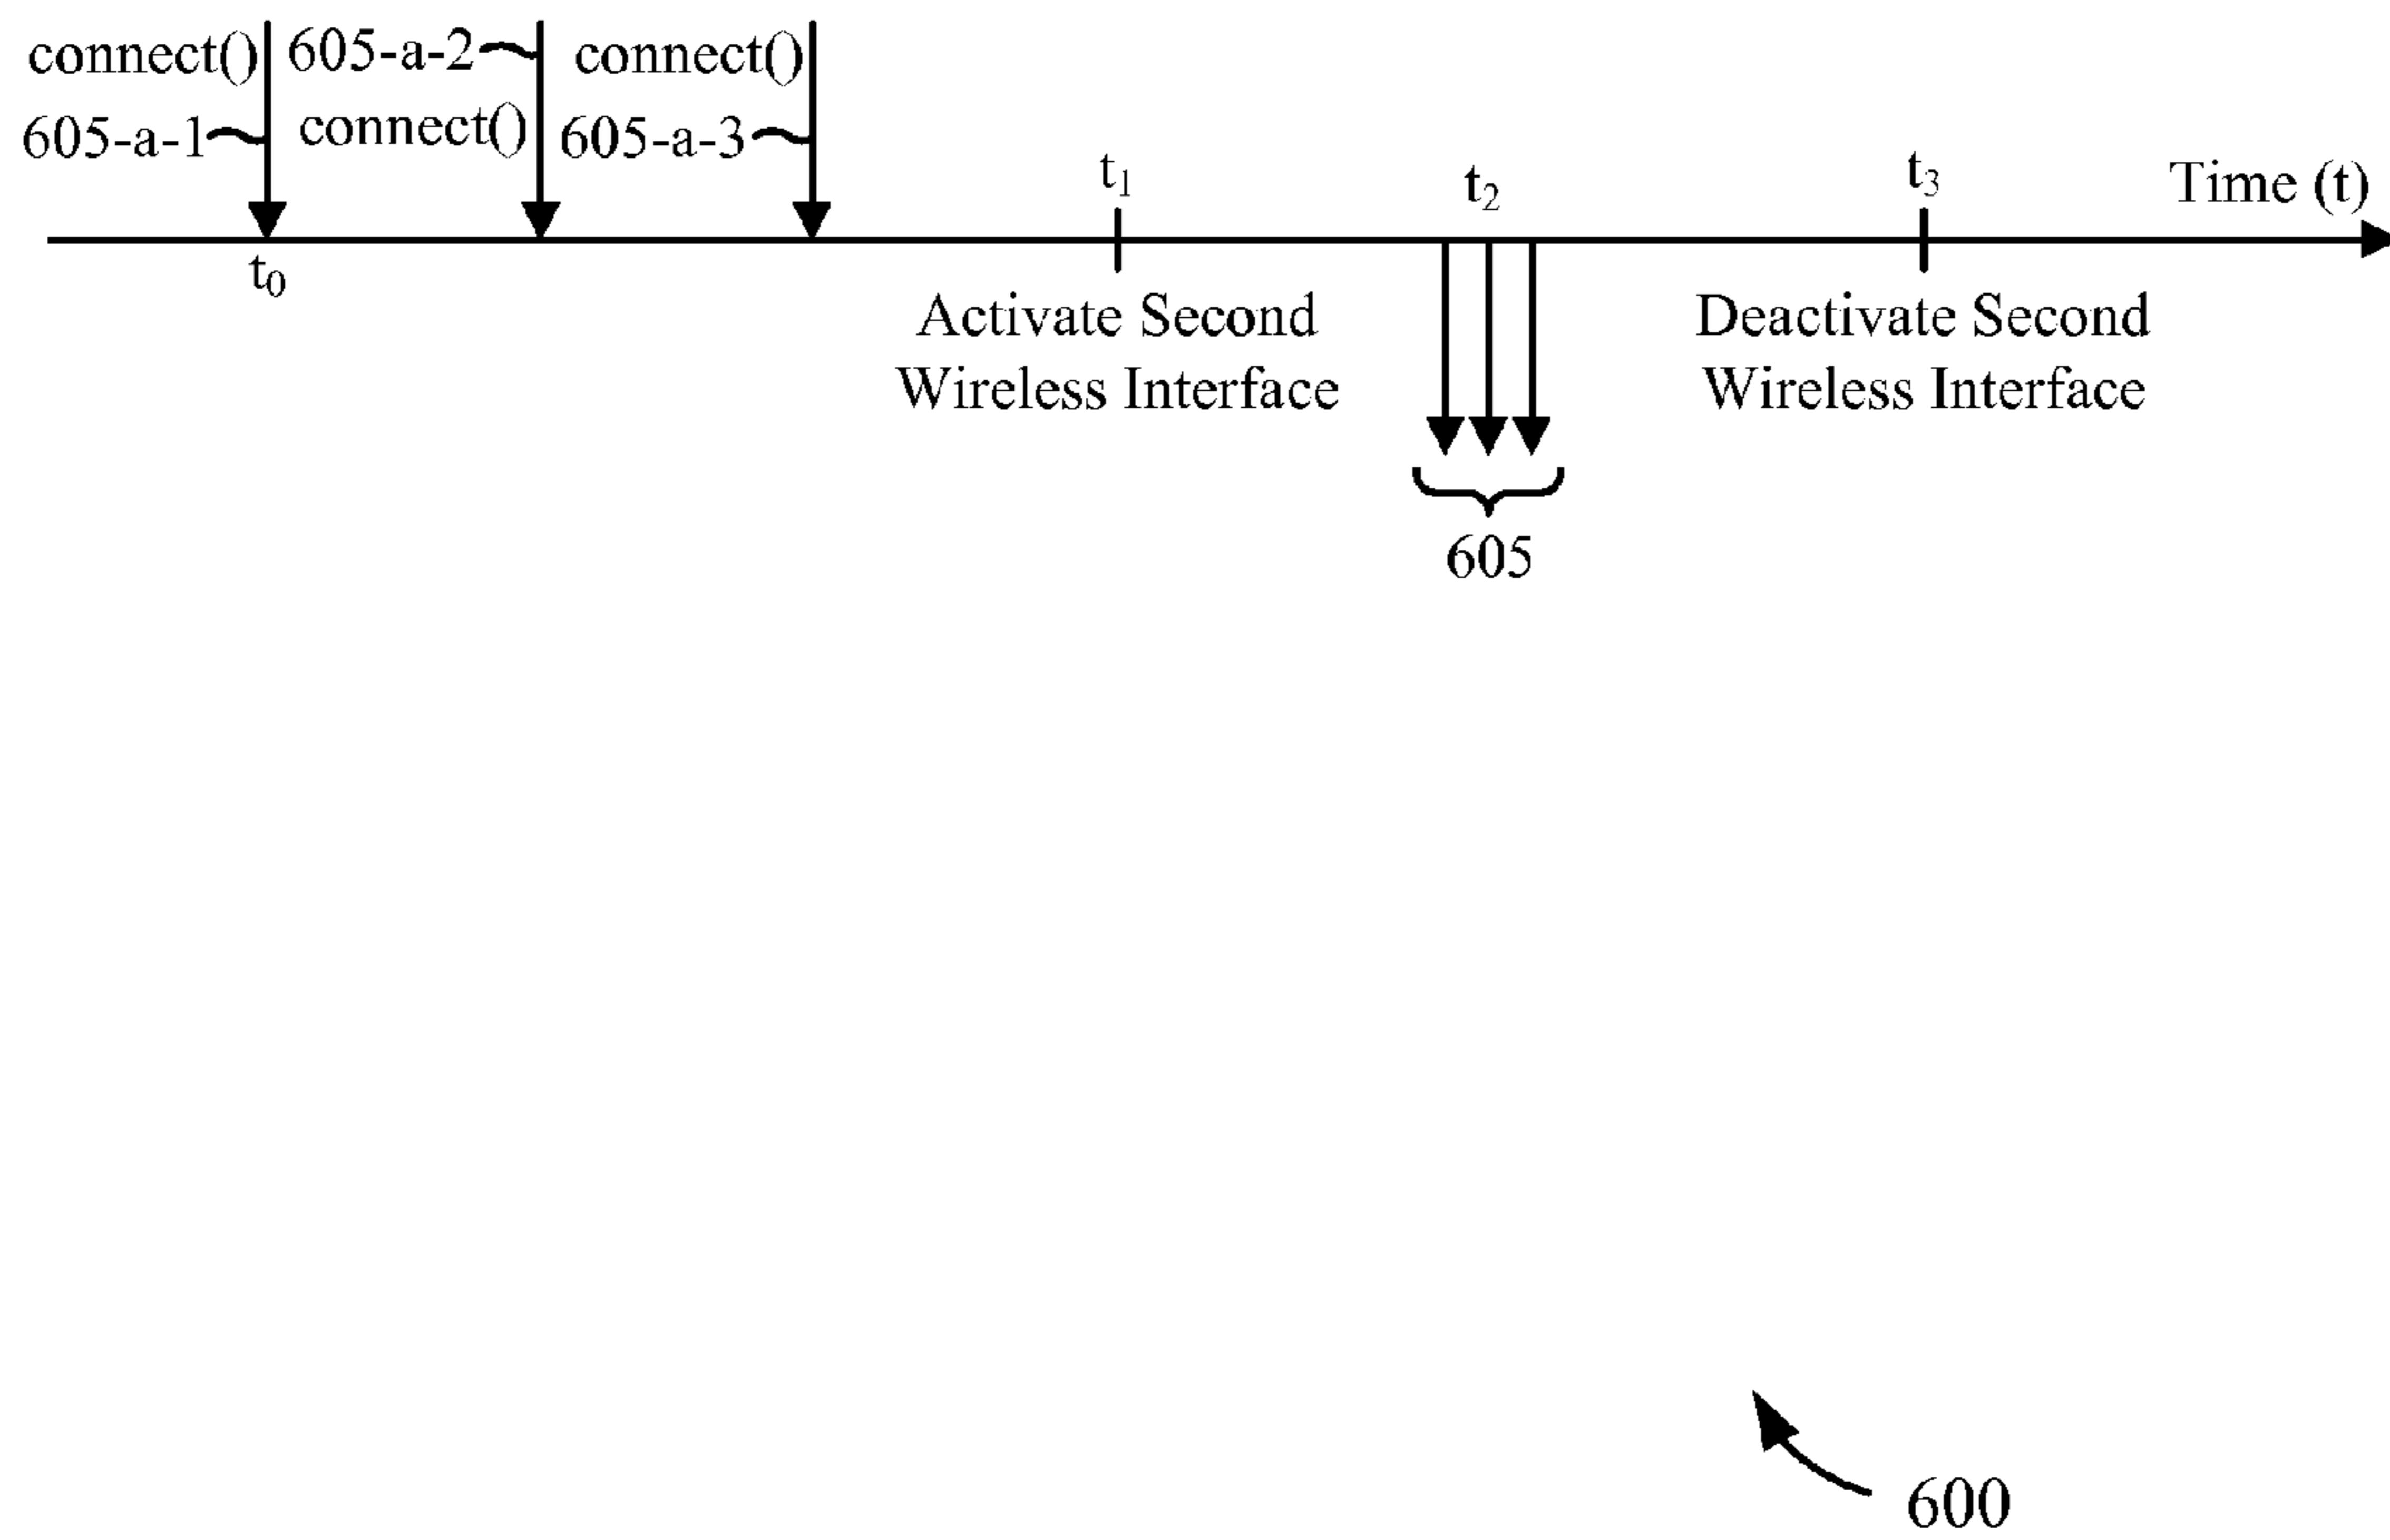 connect()
605-a-1
605-a-2
connect()
connect()
605-a-3
t₁
t₂
t₃
Time (t)
t₀
Activate Second
Wireless Interface
Deactivate Second
Wireless Interface
605
600